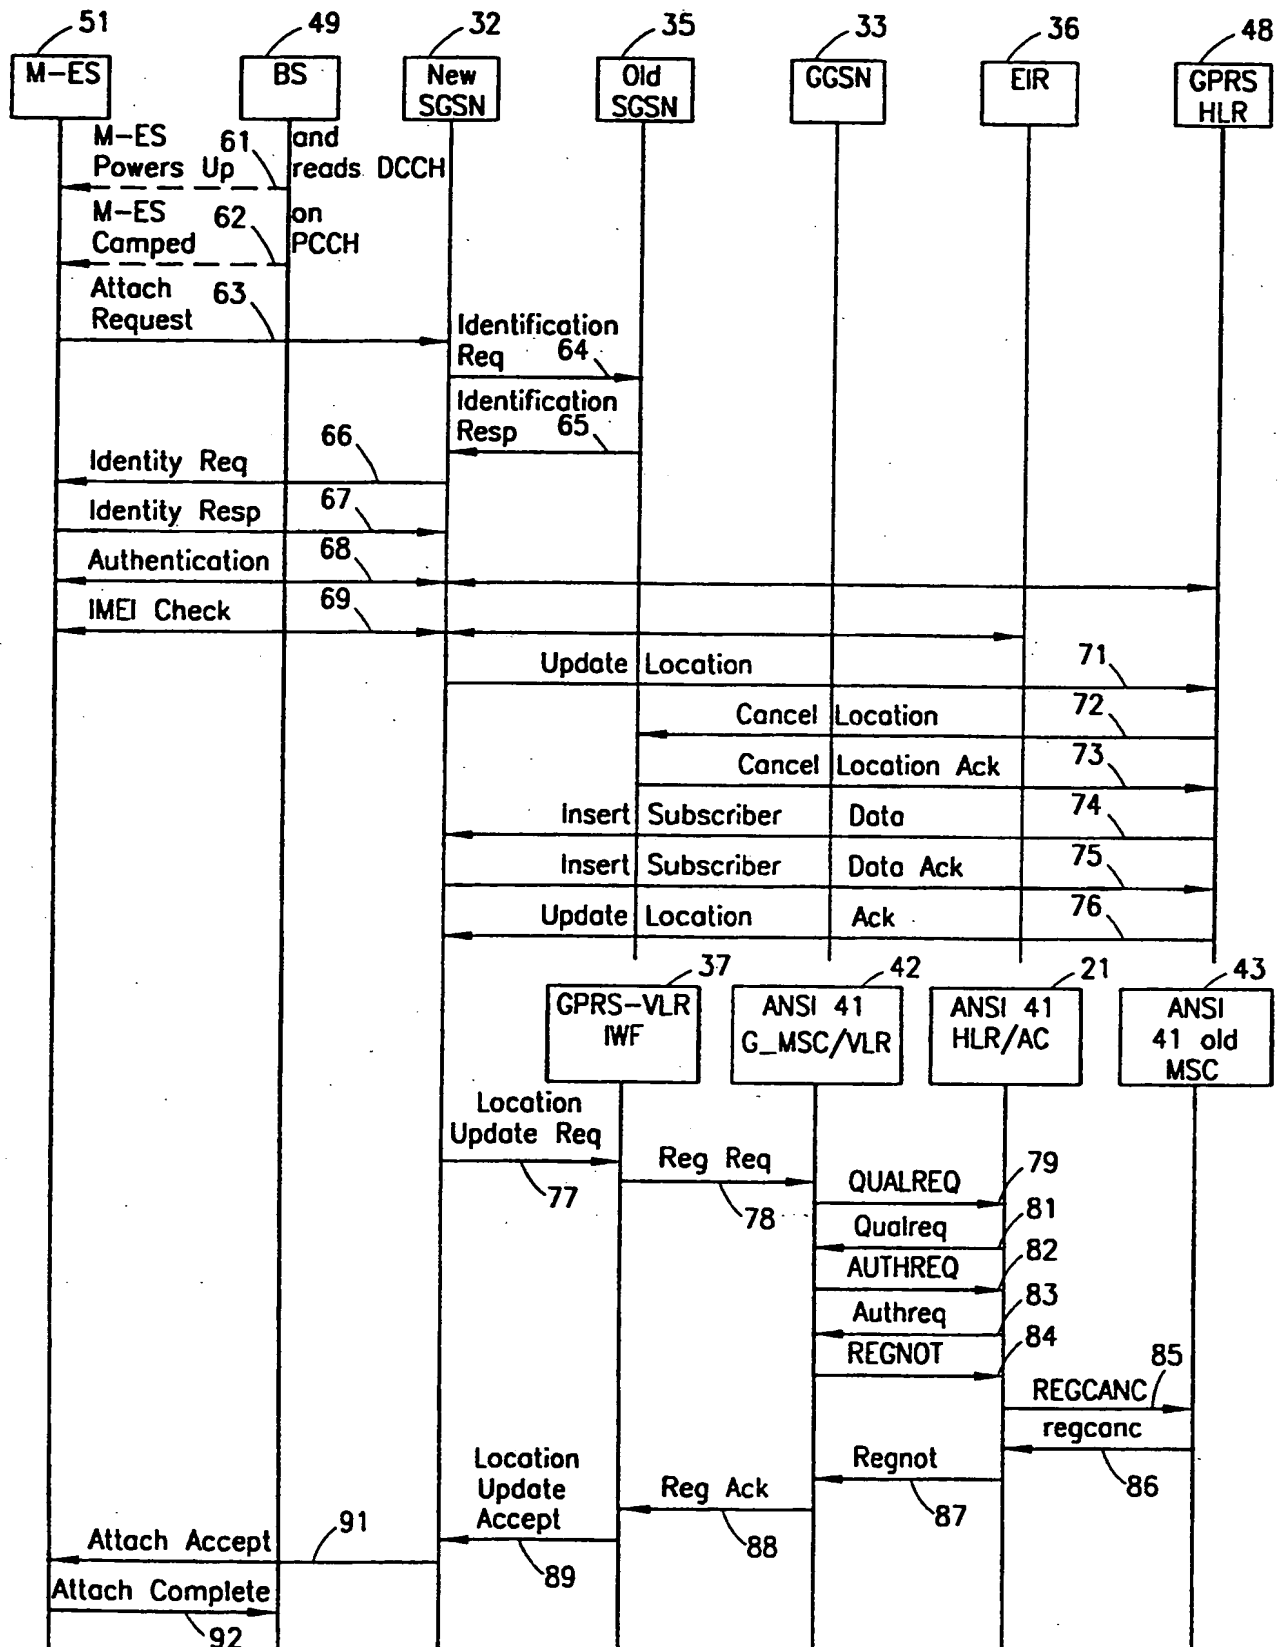 51 49 32 35 33 36 48
M-ES BS New SGSN Old SGSN GGSN EIR GPRS HLR
M-ES Powers Up 61 and reads DCCH
M-ES Camped 62 on PCCH
Attach Request 63
Identification Req 64
Identification Resp 65
66
Identity Req
Identity Resp 67
Authentication 68
IMEI Check 69
Update Location 71
Cancel Location 72
Cancel Location Ack 73
Insert Subscriber Data 74
Insert Subscriber Data Ack 75
Update Location Ack 76
37 42 21 43
GPRS-VLR IWF ANSI 41 G_MSC/VLR ANSI 41 HLR/AC ANSI 41 old MSC
Location
Update Req
77
Reg Req
78
QUALREQ 79
Qualreq 81
AUTHREQ 82
Authreq 83
REGNOT 84
85
REGCANC
regcanc
86
Regnot
87
Reg Ack
88
Location
Update
Accept
89
Attach Accept 91
Attach Complete
92